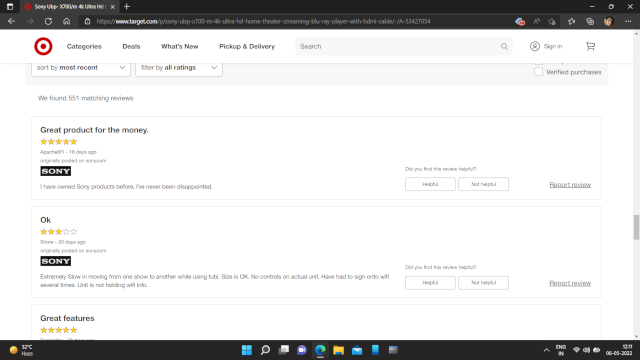 Sony Ubp- X700/m 4k Ultra Hd
https://www.target.com/p/sony-ubp-x700-m-4k-ultra-hd-home-theater-streaming-blu-ray-player-with-hdmi-cable/-/A-53427054
Categories Deals What's New Pickup & Delivery Search Sign in
sort by most recent filter by all ratings
Verified purchases
We found 551 matching reviews
Great product for the money.
- 18 days ago
originally posted on sony.com
SONY
I have owned Sony products before, I've never been disappointed.
Did you find this review helpful?
Helpful Not helpful Report review
Ok
Shore - 20 days ago
originally posted on sony.com
SONY
Extremely Slow in moving from one show to another while using tubi. Size is OK. No controls on actual unit. Have had to sign onto wifi
several times. Unit is not holding wifi info.
Did you find this review helpful?
Helpful Not helpful Report review
Great features
32°C
Haze
ENG
IN
12:11
06-05-2022